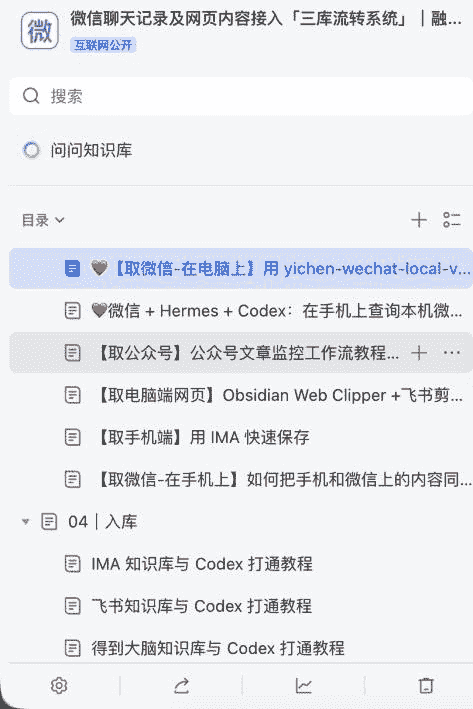 微
微信聊天记录及网页内容接入「三库流转系统」｜融...
互联网公开
搜索
问问知识库
目录
🖤【取微信-在电脑上】用 yichen-wechat-local-v...
🖤微信 + Hermes + Codex：在手机上查询本机微...
【取公众号】公众号文章监控工作流教程...
【取电脑端网页】Obsidian Web Clipper +飞书剪...
【取手机端】用 IMA 快速保存
【取微信-在手机上】如何把手机和微信上的内容同...
04｜入库
IMA 知识库与 Codex 打通教程
飞书知识库与 Codex 打通教程
得到大脑知识库与 Codex 打通教程